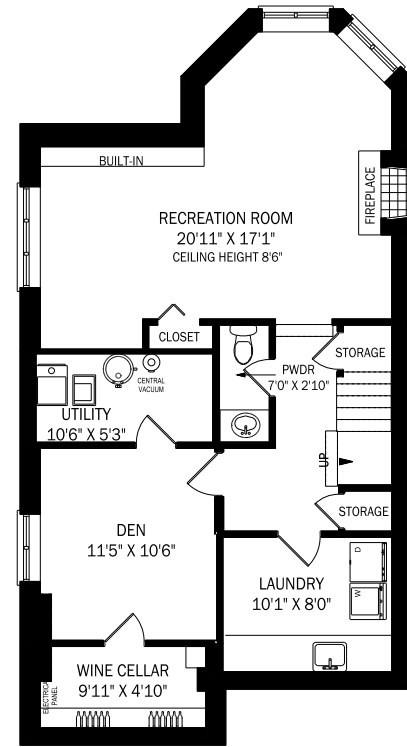 BUILT-IN
FIREPLACE
RECREATION ROOM
20'11" X 17'1"
CEILING HEIGHT 8'6"
CLOSET
STORAGE
PWDR
7'0" X 2'10"
CENTRAL
VACUUM
UTILITY
10'6" X 5'3"
UP
DEN
11'5" X 10'6"
STORAGE
LAUNDRY
10'1" X 8'0"
D
W
WINE CELLAR
9'11" X 4'10"
ELECTRICAL
PANEL